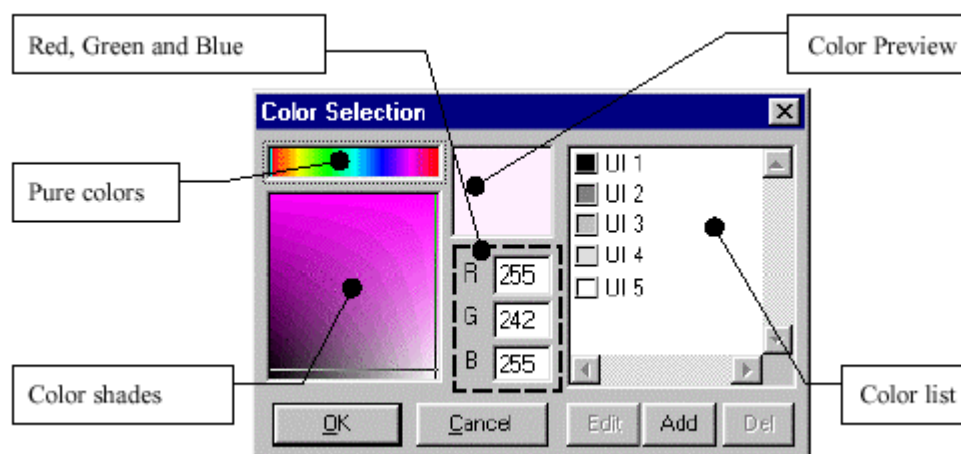 Red, Green and Blue
Color Preview
Color Selection
Pure colors
UI 1
UI 2
UI 3
UI 4
UI 5
R 255
G 242
B 255
Color shades
Color list
OK
Cancel
Edit
Add
Del